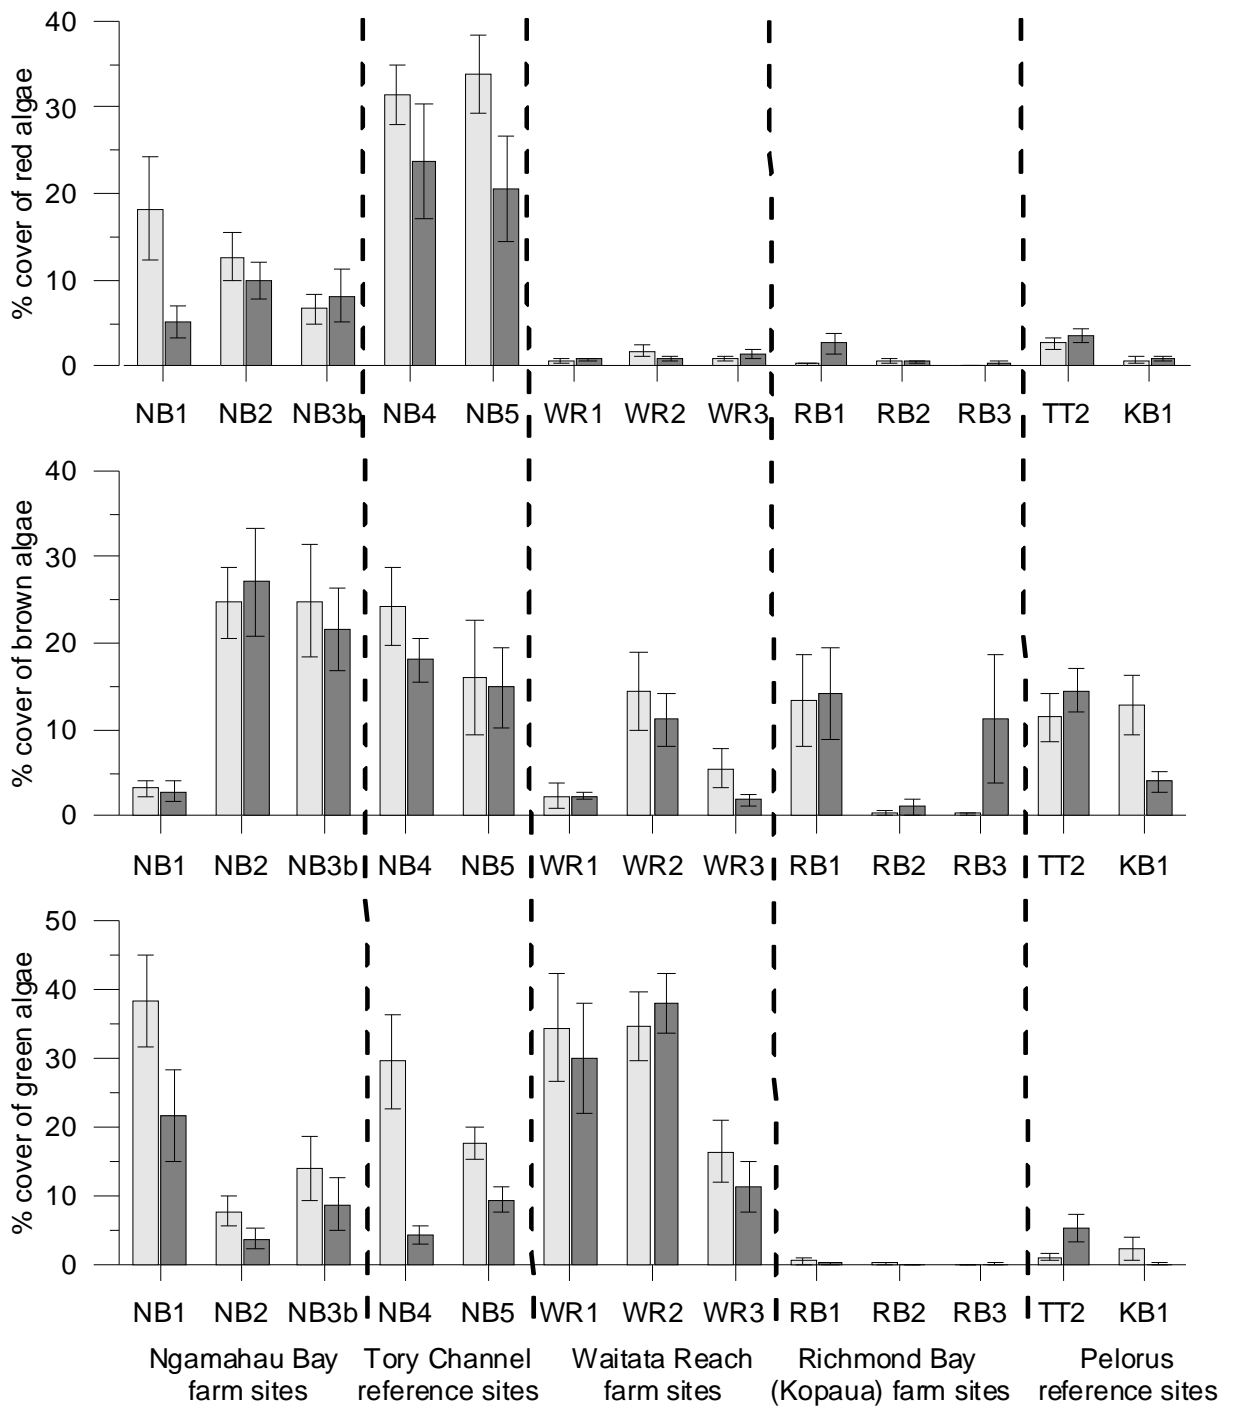 % cover of red algae
40
30
20
10
0
NB1 NB2 NB3b NB4 NB5 WR1 WR2 WR3 RB1 RB2 RB3 TT2 KB1
% cover of brown algae
40
30
20
10
0
NB1 NB2 NB3b NB4 NB5 WR1 WR2 WR3 RB1 RB2 RB3 TT2 KB1
% cover of green algae
50
40
30
20
10
0
NB1 NB2 NB3b NB4 NB5 WR1 WR2 WR3 RB1 RB2 RB3 TT2 KB1
Ngamahau Bay Tory Channel Waitata Reach Richmond Bay Pelorus
farm sites reference sites farm sites (Kopaua) farm sites reference sites